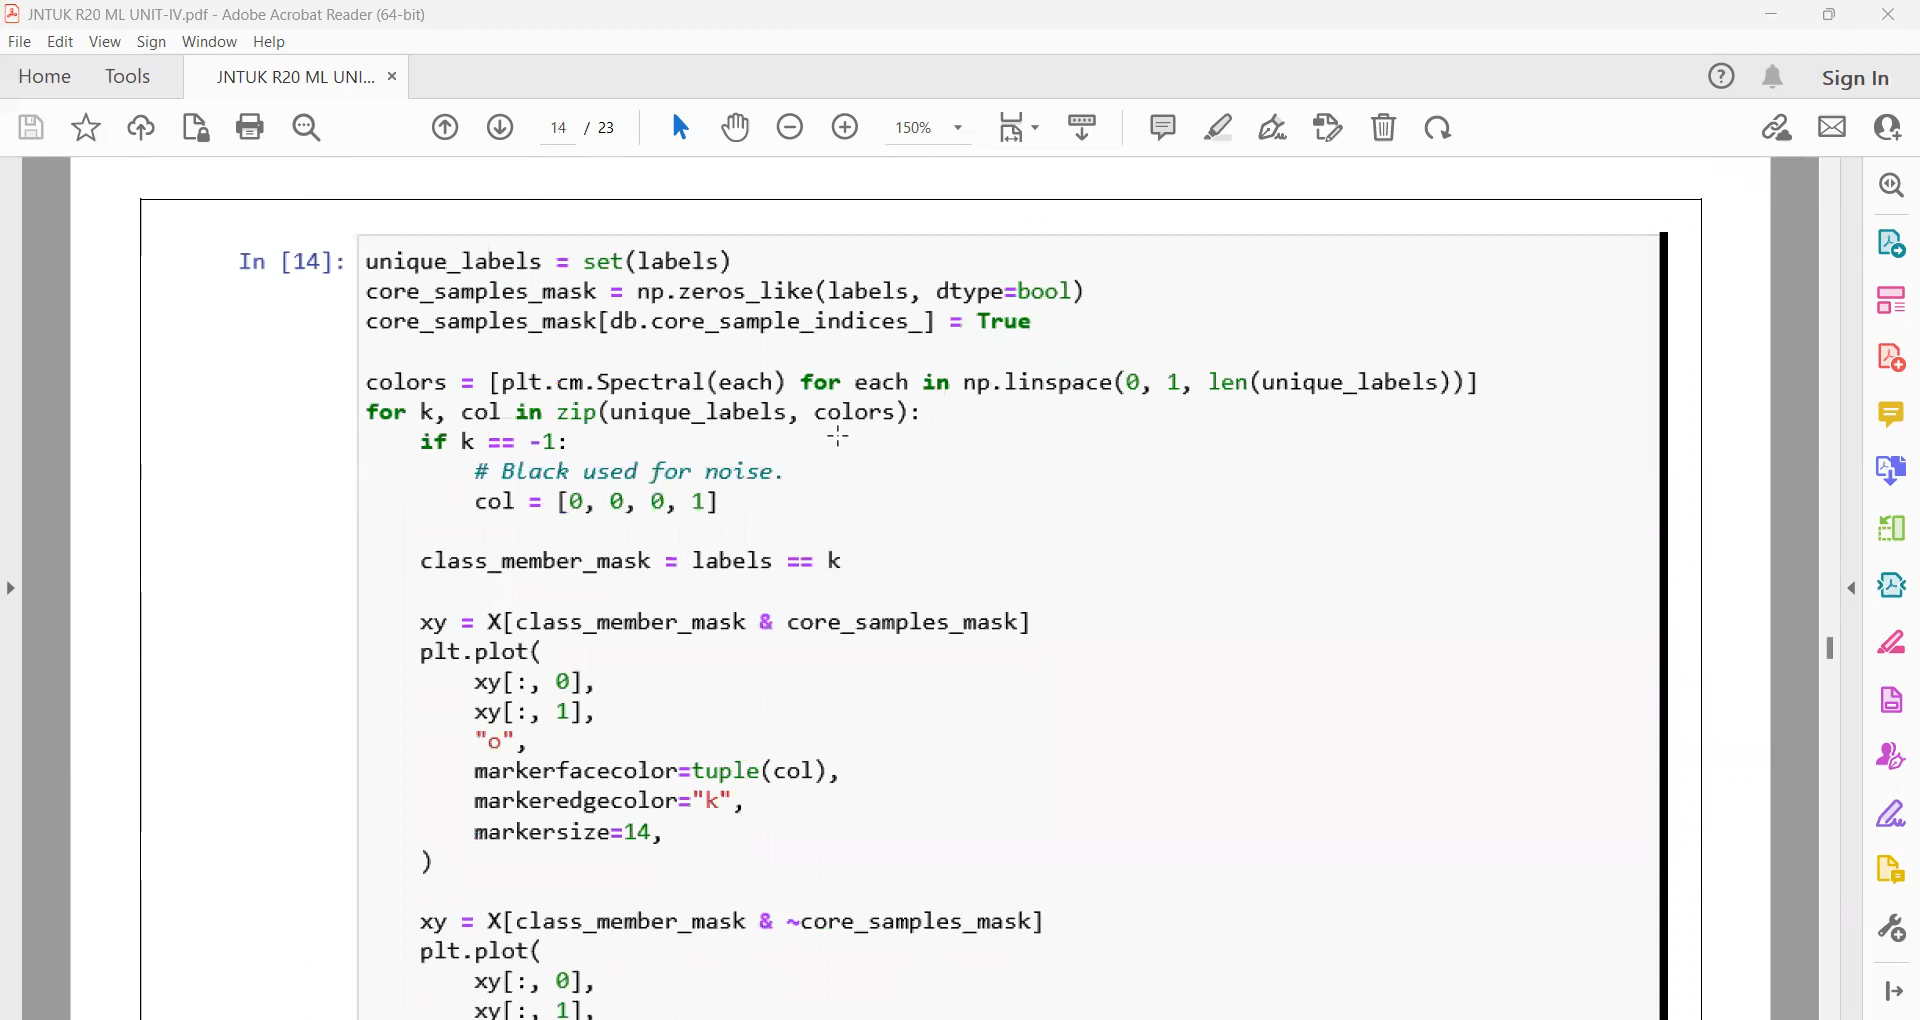 JNTUK R20 ML UNIT-IV.pdf - Adobe Acrobat Reader (64-bit)
File Edit View Sign Window Help
Home Tools JNTUK R20 ML UNI... × Sign In
14 / 23 150%
In [14]: unique_labels = set(labels)
core_samples_mask = np.zeros_like(labels, dtype=bool)
core_samples_mask[db.core_sample_indices_] = True
colors = [plt.cm.Spectral(each) for each in np.linspace(0, 1, len(unique_labels))]
for k, col in zip(unique_labels, colors):
    if k == -1:
        # Black used for noise.
        col = [0, 0, 0, 1]
    class_member_mask = labels == k
    xy = X[class_member_mask & core_samples_mask]
    plt.plot(
        xy[:, 0],
        xy[:, 1],
        "o",
        markerfacecolor=tuple(col),
        markeredgecolor="k",
        markersize=14,
    )
    xy = X[class_member_mask & ~core_samples_mask]
    plt.plot(
        xy[:, 0],
        xy[:, 1],